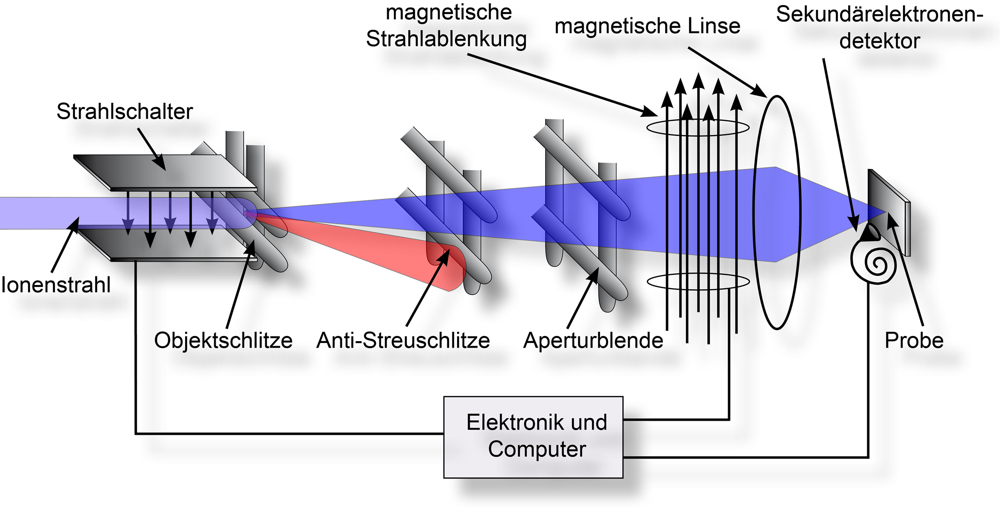 magnetische
Strahlablenkung
magnetische Linse
Sekundärelektronen-
detektor
Strahlschalter
Ionenstrahl
Objektschlitze
Anti-Streuschlitze
Aperturblende
Probe
Elektronik und
Computer